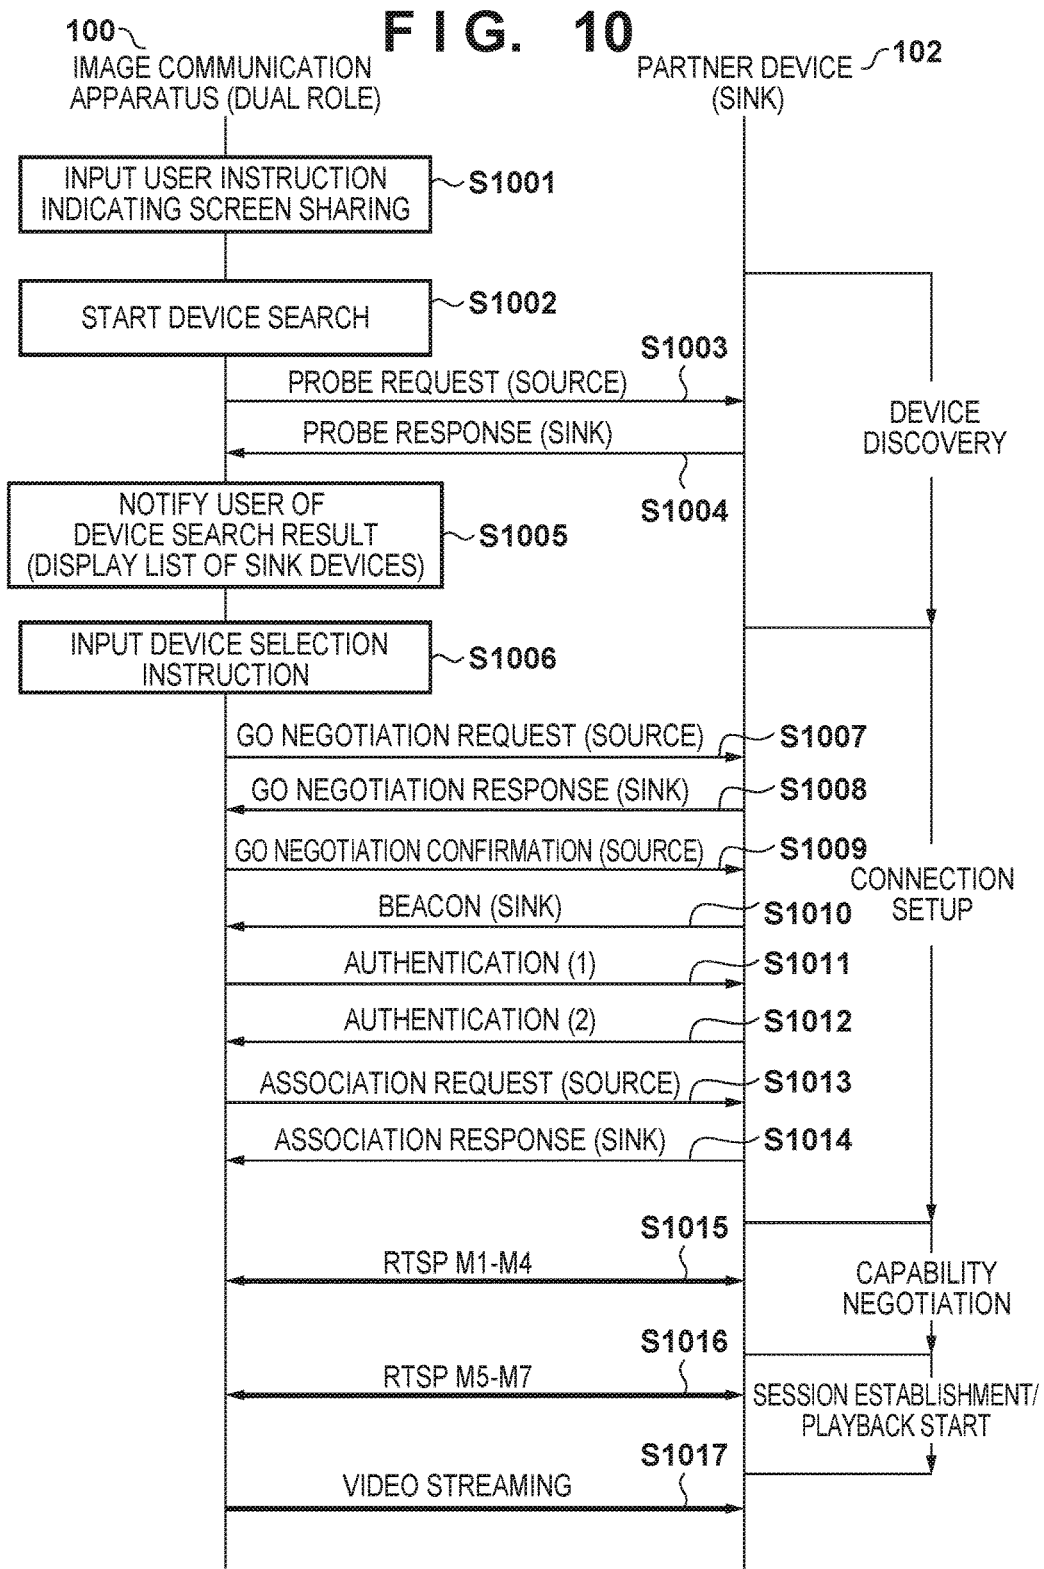 FIG. 10
100
IMAGE COMMUNICATION
APPARATUS (DUAL ROLE)
PARTNER DEVICE
(SINK)
102
INPUT USER INSTRUCTION
INDICATING SCREEN SHARING
S1001
START DEVICE SEARCH
S1002
PROBE REQUEST (SOURCE)
S1003
PROBE RESPONSE (SINK)
S1004
DEVICE
DISCOVERY
NOTIFY USER OF
DEVICE SEARCH RESULT
(DISPLAY LIST OF SINK DEVICES)
S1005
INPUT DEVICE SELECTION
INSTRUCTION
S1006
GO NEGOTIATION REQUEST (SOURCE)
S1007
GO NEGOTIATION RESPONSE (SINK)
S1008
GO NEGOTIATION CONFIRMATION (SOURCE)
S1009
CONNECTION
SETUP
BEACON (SINK)
S1010
AUTHENTICATION (1)
S1011
AUTHENTICATION (2)
S1012
ASSOCIATION REQUEST (SOURCE)
S1013
ASSOCIATION RESPONSE (SINK)
S1014
RTSP M1-M4
S1015
CAPABILITY
NEGOTIATION
RTSP M5-M7
S1016
SESSION ESTABLISHMENT/
PLAYBACK START
VIDEO STREAMING
S1017